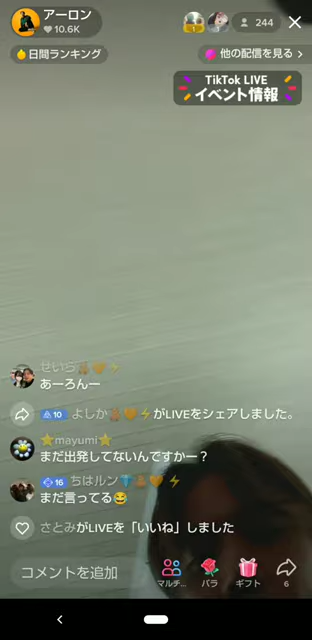 アーロン
10.6K
1
244
日間ランキング
他の配信を見る
TikTok LIVE
イベント情報
せいら
あーろんー
10 よしかがLIVEをシェアしました。
mayumi
まだ出発してないんですかー？
16 ちはルン
まだ言ってる
さとみがLIVEを「いいね」しました
コメントを追加
マルチ...
バラ
ギフト
6